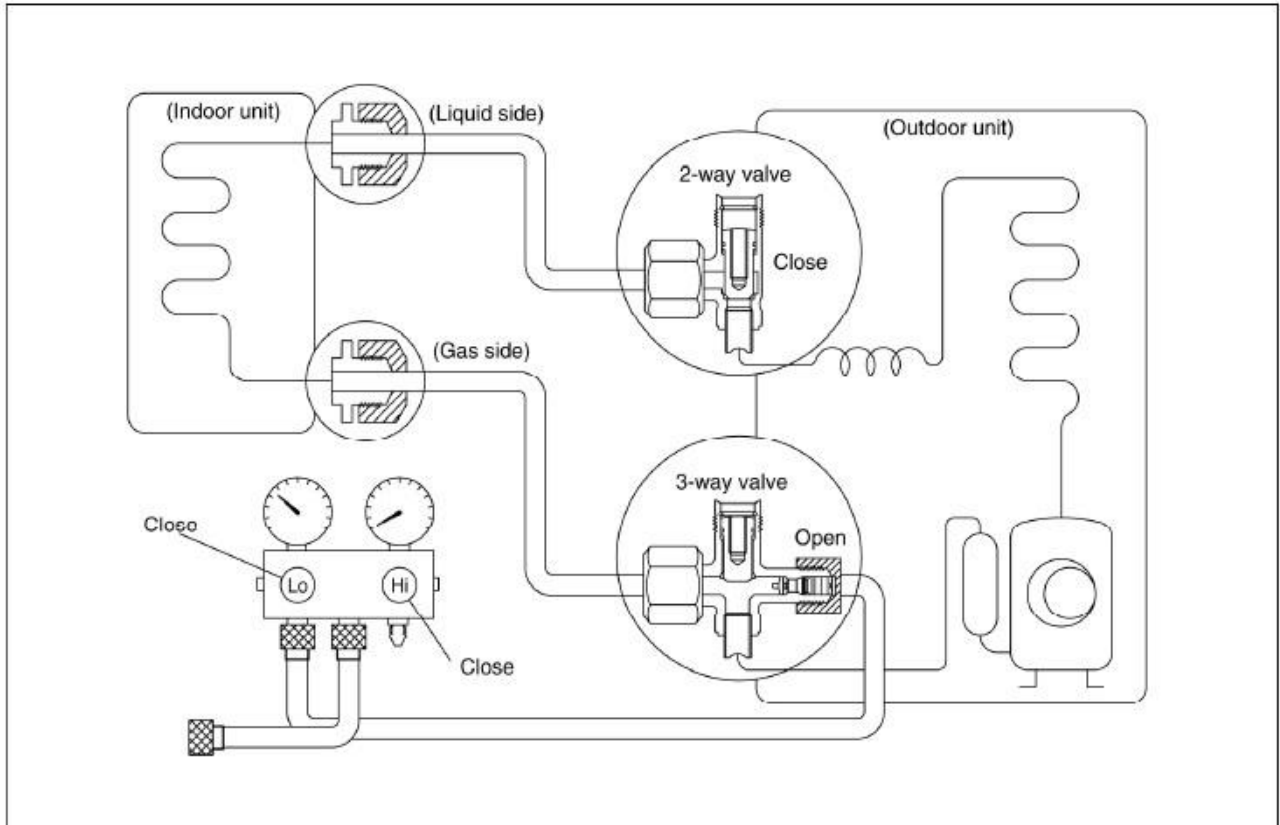 (Indoor unit)
(Liquid side)
(Outdoor unit)
2-way valve
Close
(Gas side)
3-way valve
Open
Close
Lo
Hi
Close